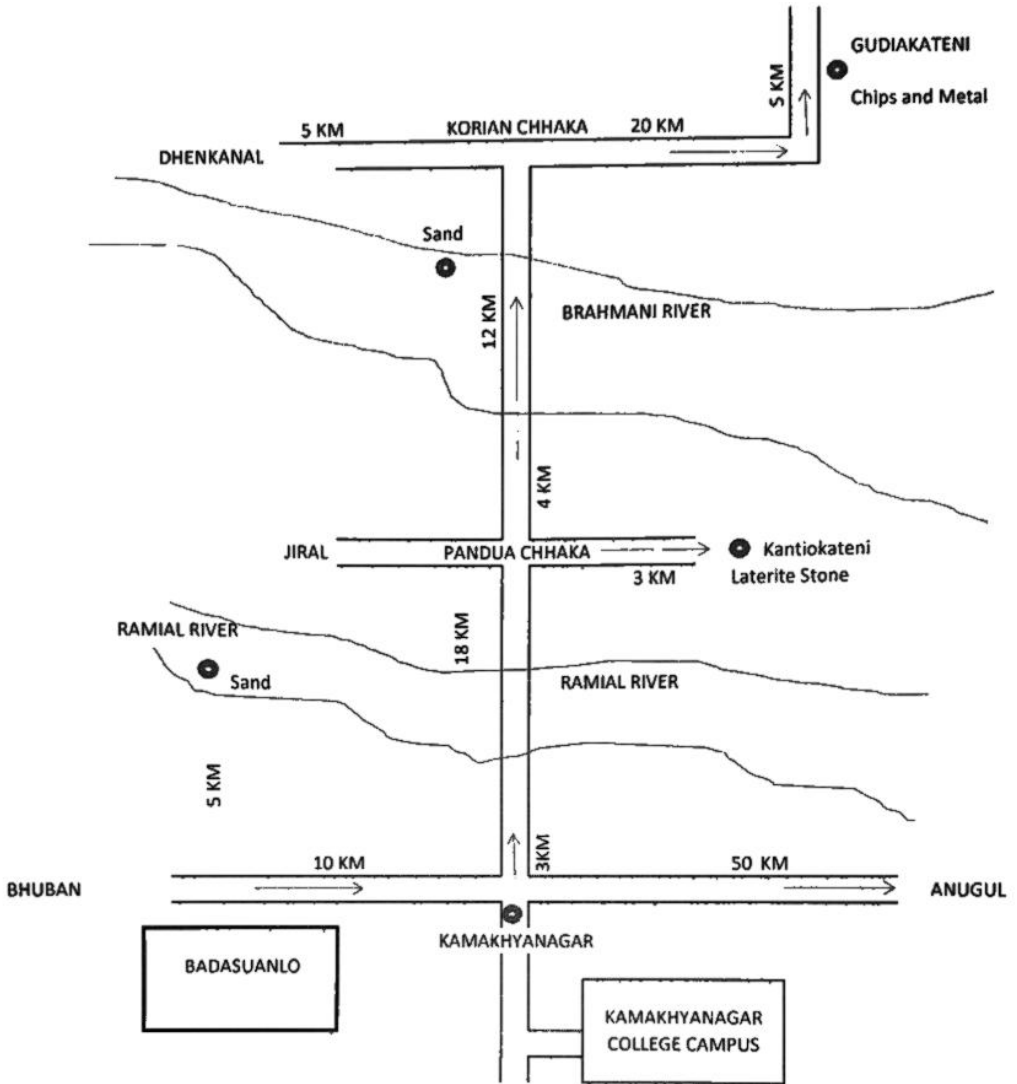 GUDIAKATENI
5 KM
Chips and Metal
5 KM
KORIAN CHHAKA
20 KM
DHENKANAL
Sand
12 KM
BRAHMANI RIVER
4 KM
JIRAL
PANDUA CHHAKA
Kantiokateni
3 KM
Laterite Stone
18 KM
RAMIAL RIVER
Sand
RAMIAL RIVER
5 KM
3KM
10 KM
50 KM
BHUBAN
ANUGUL
KAMAKHYANAGAR
BADASUANLO
KAMAKHYANAGAR
COLLEGE CAMPUS